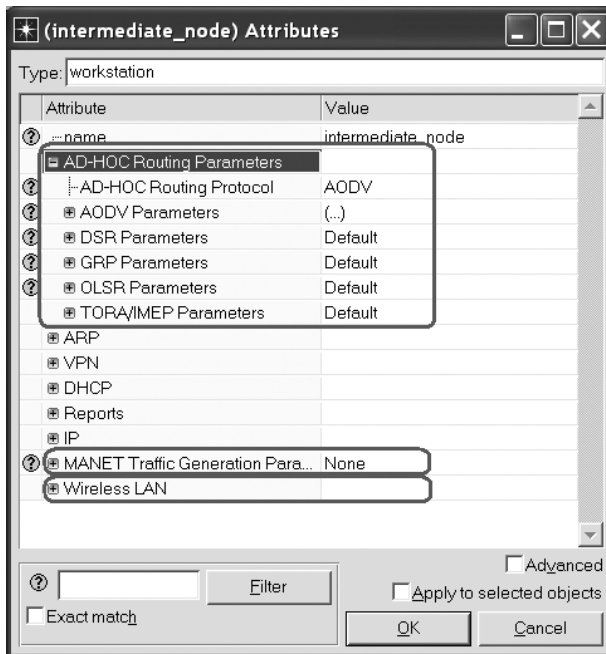 (intermediate_node) Attributes
Type: workstation
Attribute Value
name intermediate_node
AD-HOC Routing Parameters
AD-HOC Routing Protocol AODV
AODV Parameters (...)
DSR Parameters Default
GRP Parameters Default
OLSR Parameters Default
TORA/IMEP Parameters Default
ARP
VPN
DHCP
Reports
IP
MANET Traffic Generation Para... None
Wireless LAN
Advanced
Filter
Apply to selected objects
Exact match
OK Cancel